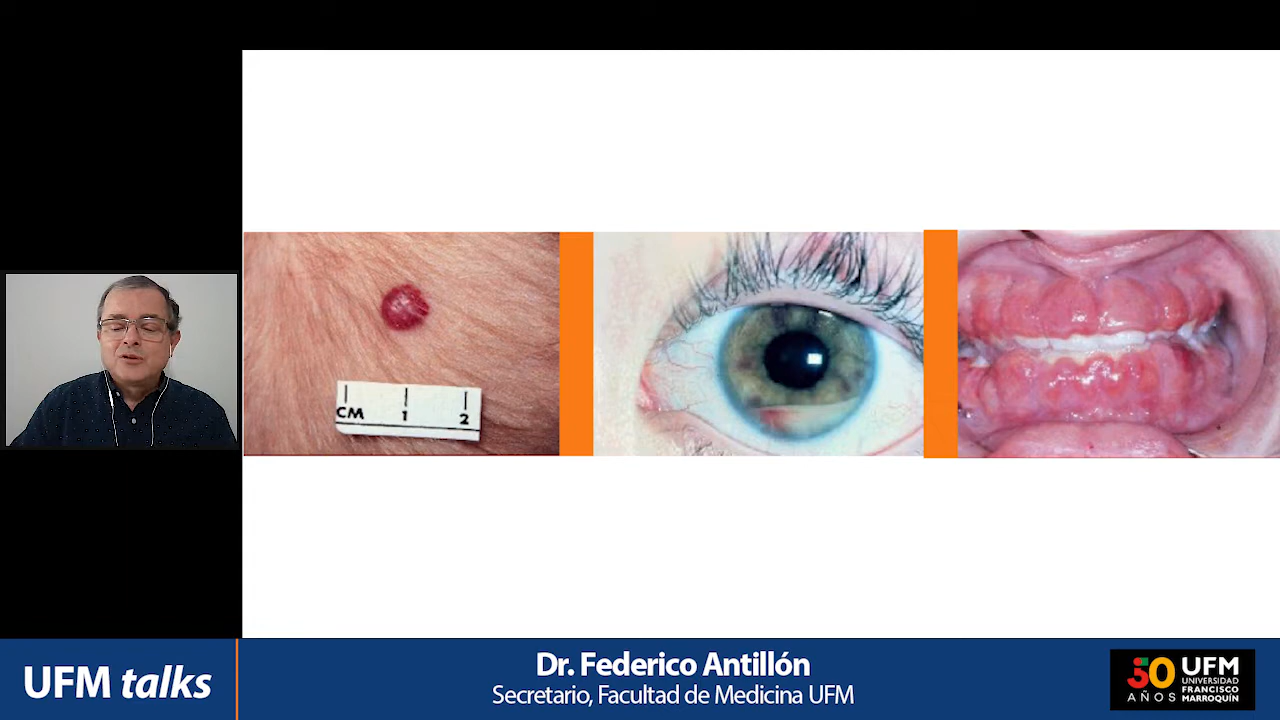 CM 1 2
UFM talks
Dr. Federico Antillón
Secretario, Facultad de Medicina UFM
50
AÑOS
UFM
UNIVERSIDAD
FRANCISCO
MARROQUÍN